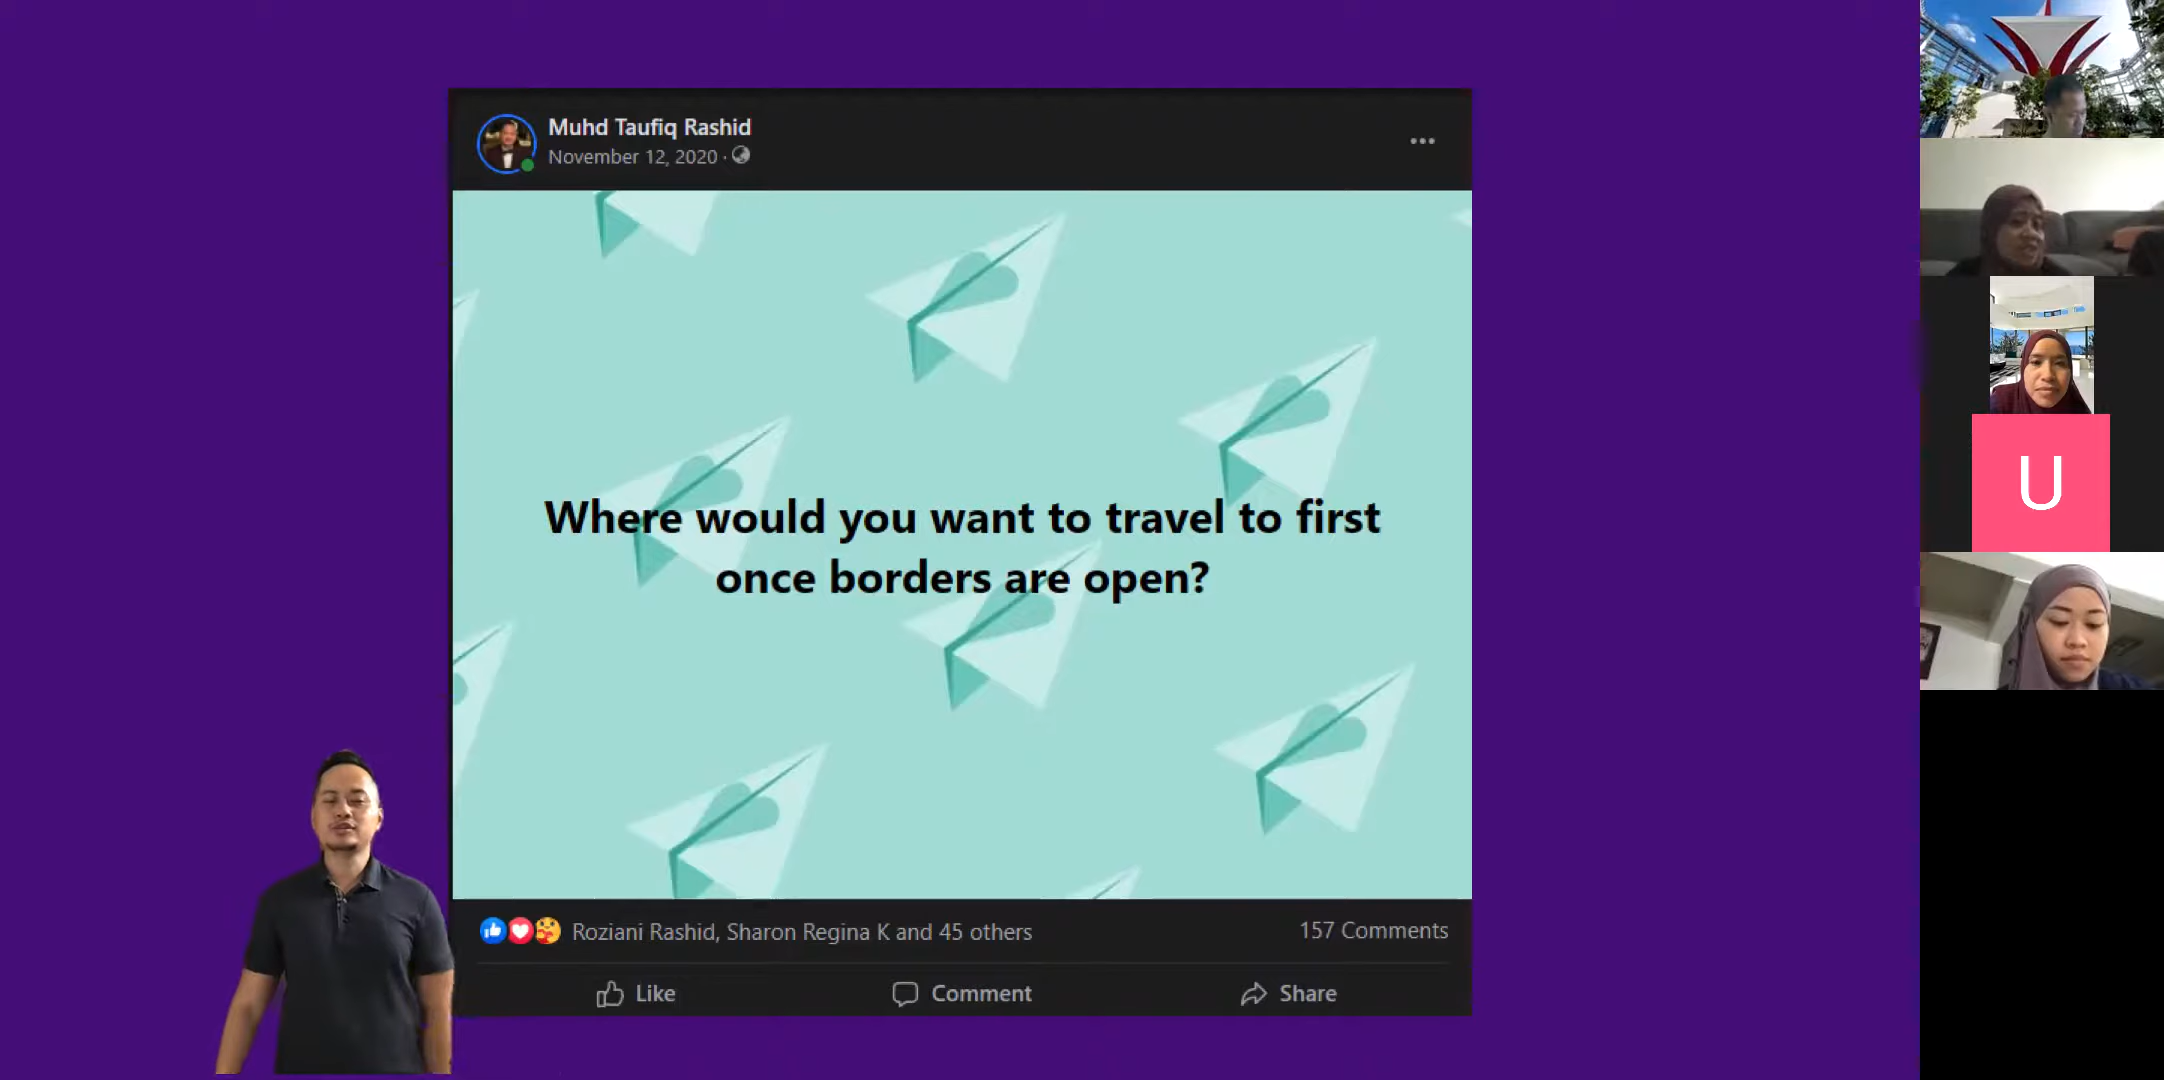 Muhd Taufiq Rashid
November 12, 2020 ·
Where would you want to travel to first
once borders are open?
Roziani Rashid, Sharon Regina K and 45 others
157 Comments
Like
Comment
Share
U